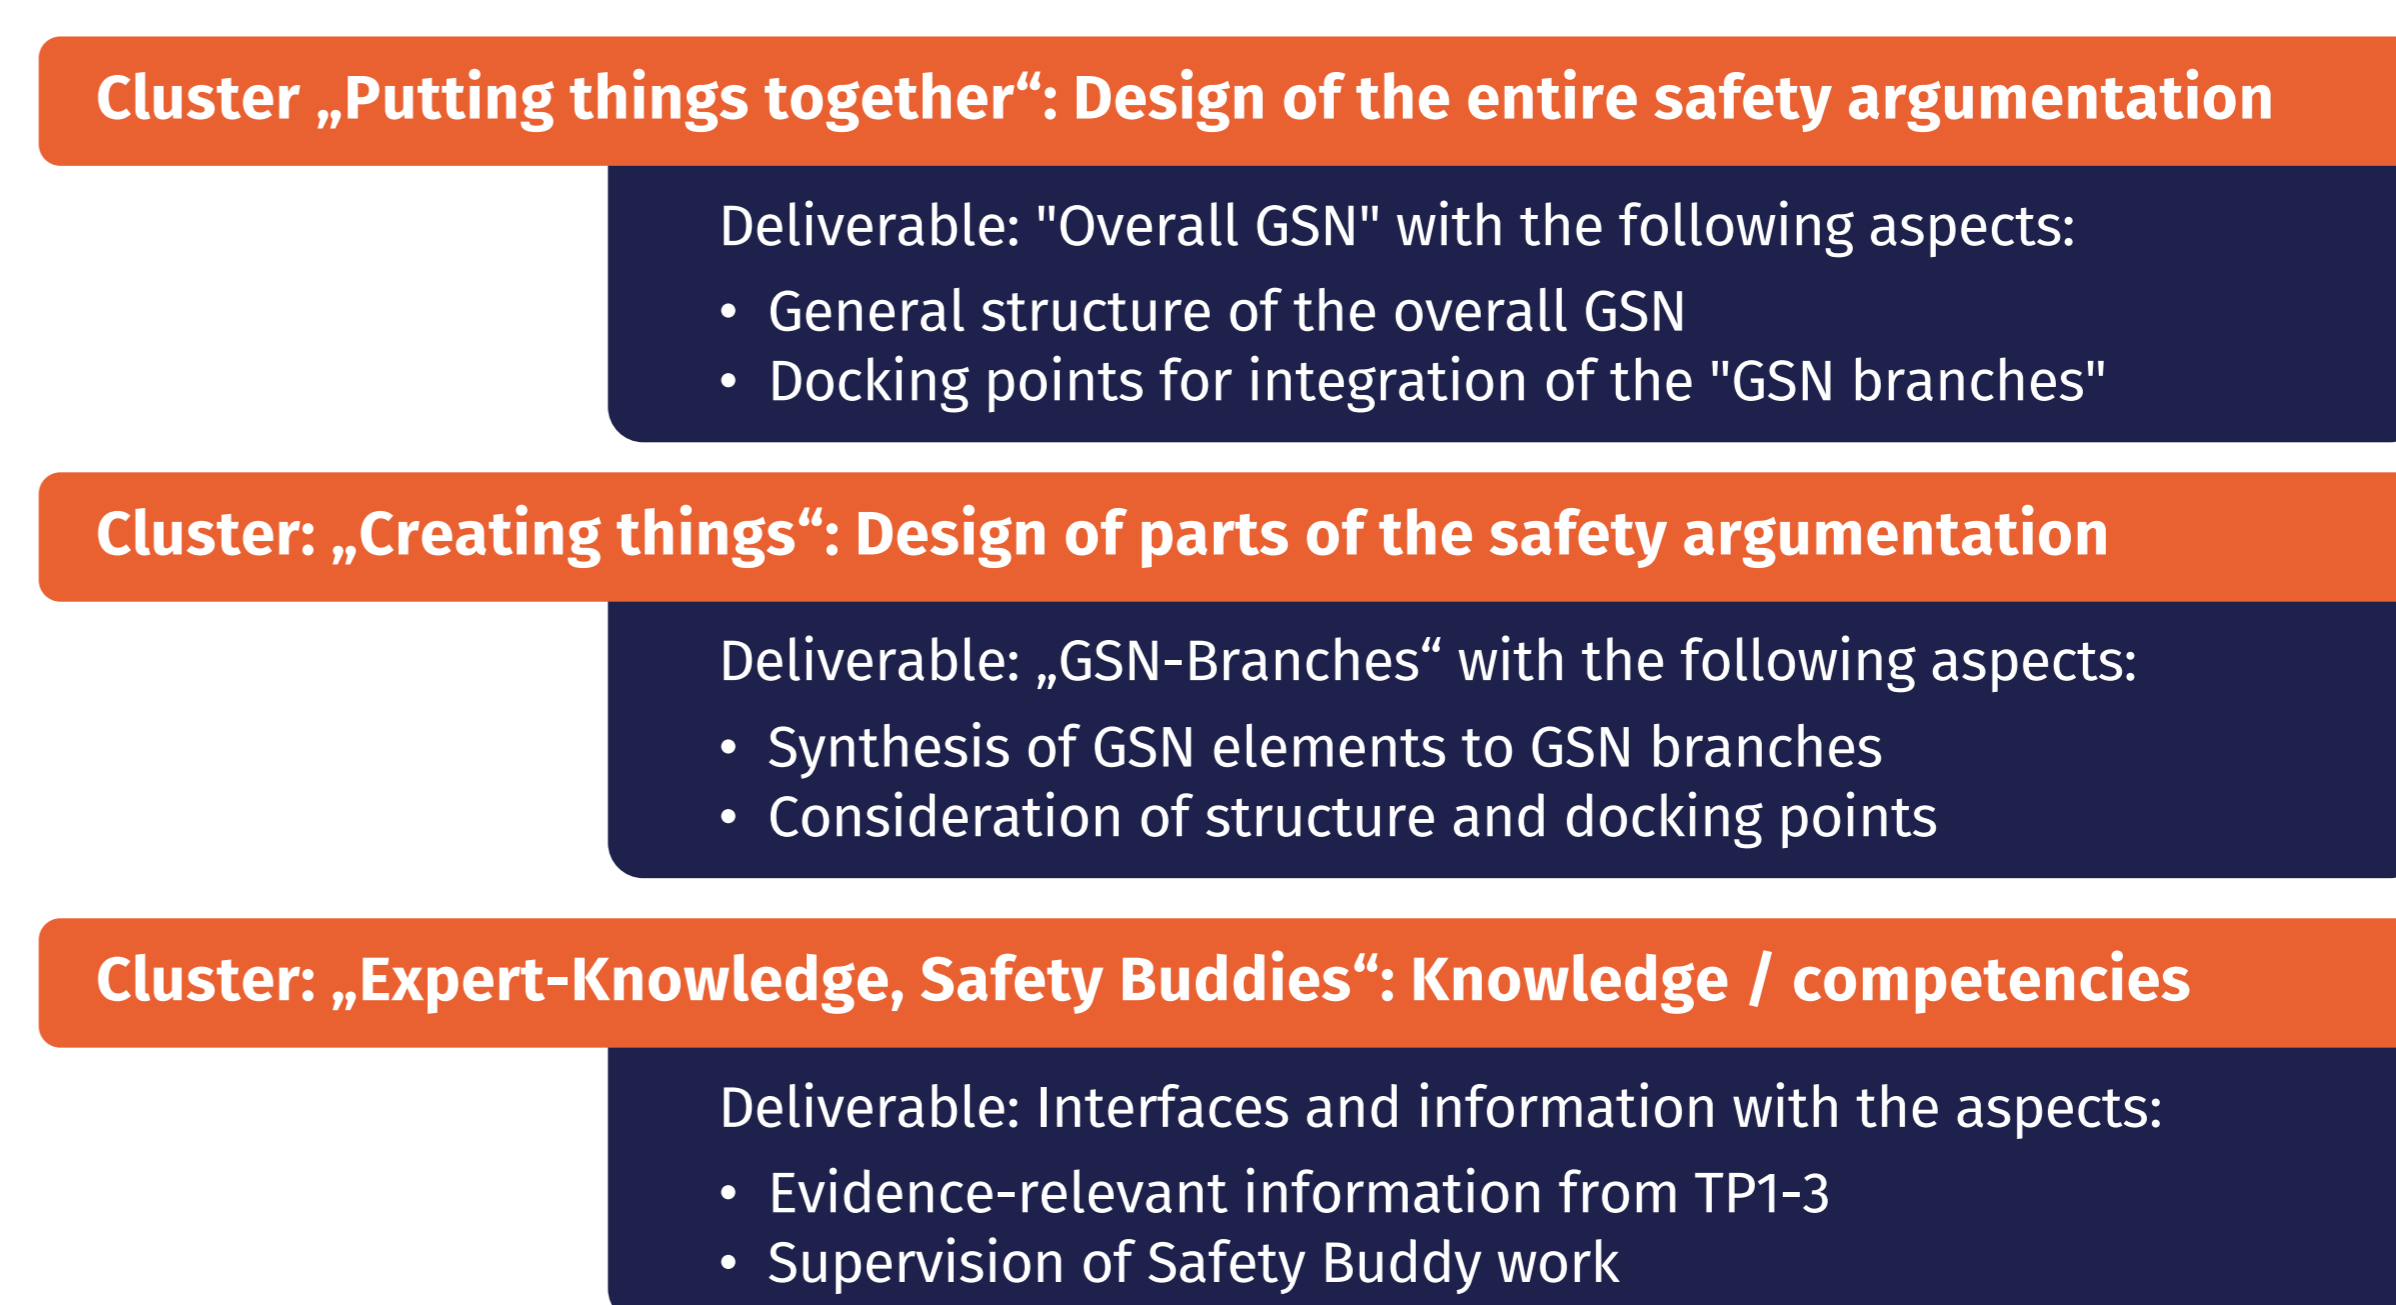 Cluster „Putting things together“: Design of the entire safety argumentation
Deliverable: "Overall GSN" with the following aspects:
• General structure of the overall GSN
• Docking points for integration of the "GSN branches"
Cluster: „Creating things“: Design of parts of the safety argumentation
Deliverable: „GSN-Branches“ with the following aspects:
• Synthesis of GSN elements to GSN branches
• Consideration of structure and docking points
Cluster: „Expert-Knowledge, Safety Buddies“: Knowledge / competencies
Deliverable: Interfaces and information with the aspects:
• Evidence-relevant information from TP1-3
• Supervision of Safety Buddy work